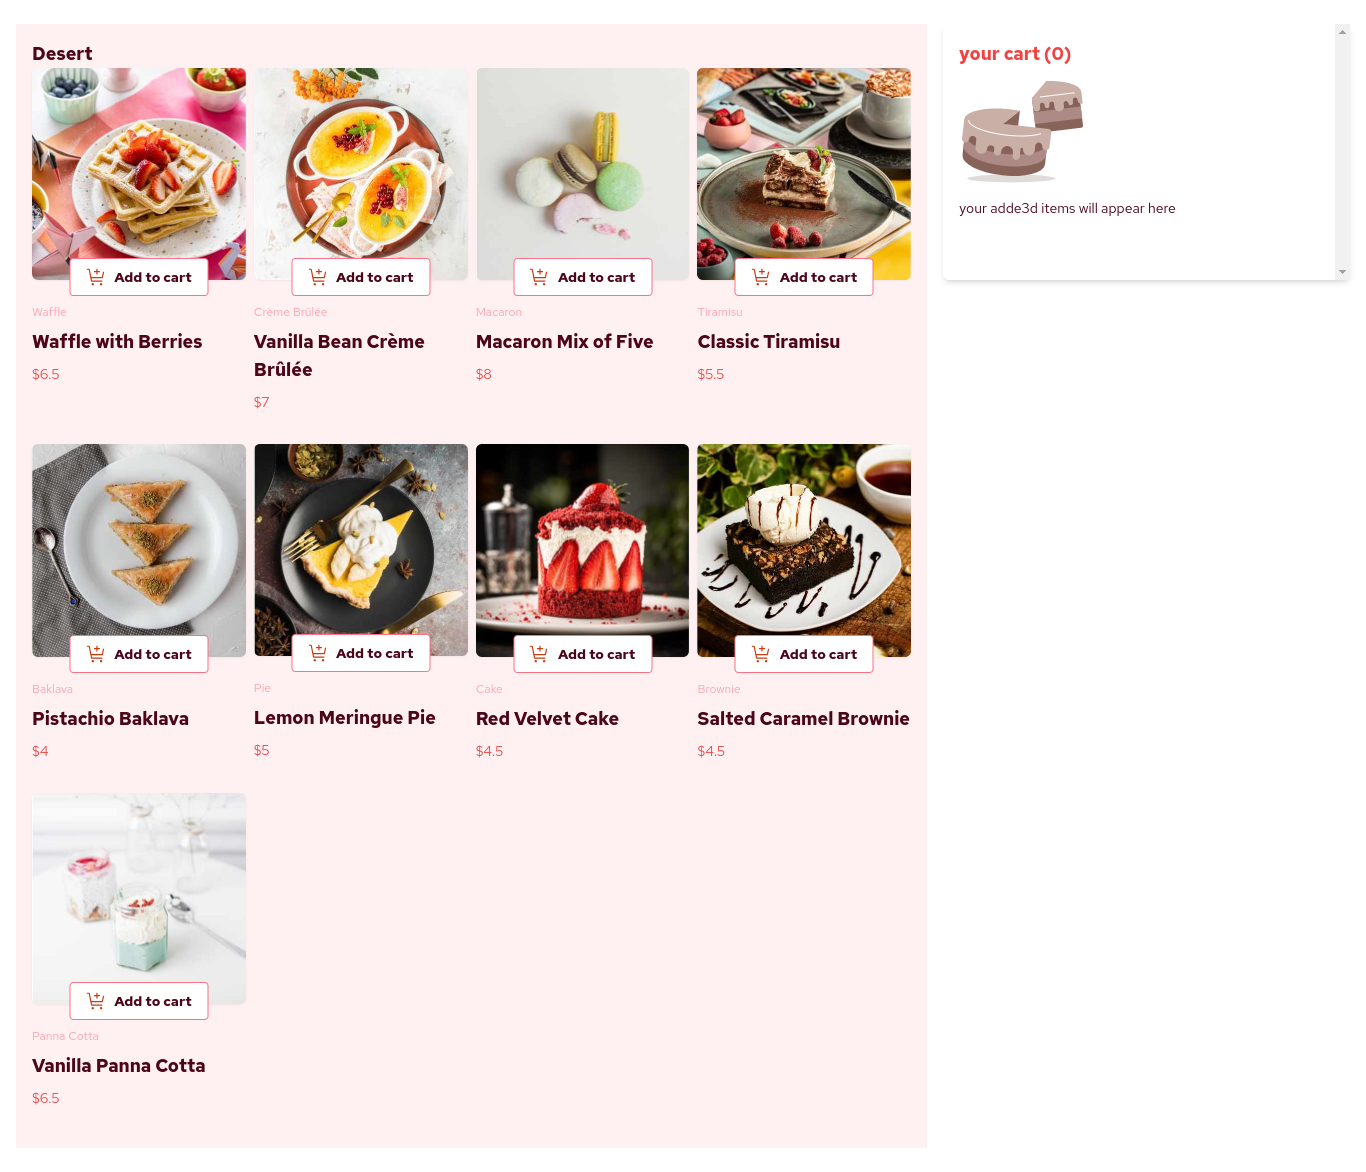 Desert
your cart (0)
your adde3d items will appear here
Add to cart
Add to cart
Add to cart
Add to cart
Waffle
Crème Brûlée
Macaron
Tiramisu
Waffle with Berries
Vanilla Bean Crème
Brûlée
Macaron Mix of Five
Classic Tiramisu
$6.5
$7
$8
$5.5
Add to cart
Add to cart
Add to cart
Add to cart
Baklava
Pie
Cake
Brownie
Pistachio Baklava
Lemon Meringue Pie
Red Velvet Cake
Salted Caramel Brownie
$4
$5
$4.5
$4.5
Add to cart
Panna Cotta
Vanilla Panna Cotta
$6.5